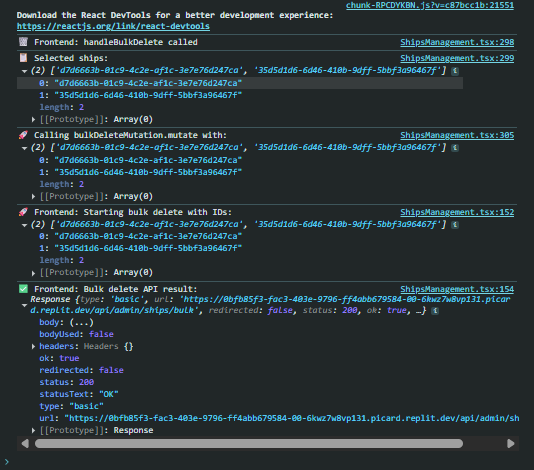 chunk-RPCDYKBN.js?v=c87bcc1b:21551
Download the React DevTools for a better development experience:
https://reactjs.org/link/react-devtools
Frontend: handleBulkDelete called ShipsManagement.tsx:298
Selected ships: ShipsManagement.tsx:299
(2) ['d7d6663b-01c9-4c2e-af1c-3e7e76d247ca', '35d5d1d6-6d46-410b-9dff-5bbf3a96467f'] i
0: "d7d6663b-01c9-4c2e-af1c-3e7e76d247ca"
1: "35d5d1d6-6d46-410b-9dff-5bbf3a96467f"
length: 2
[[Prototype]]: Array(0)
Calling bulkDeleteMutation.mutate with: ShipsManagement.tsx:305
(2) ['d7d6663b-01c9-4c2e-af1c-3e7e76d247ca', '35d5d1d6-6d46-410b-9dff-5bbf3a96467f'] i
0: "d7d6663b-01c9-4c2e-af1c-3e7e76d247ca"
1: "35d5d1d6-6d46-410b-9dff-5bbf3a96467f"
length: 2
[[Prototype]]: Array(0)
Frontend: Starting bulk delete with IDs: ShipsManagement.tsx:152
(2) ['d7d6663b-01c9-4c2e-af1c-3e7e76d247ca', '35d5d1d6-6d46-410b-9dff-5bbf3a96467f'] i
0: "d7d6663b-01c9-4c2e-af1c-3e7e76d247ca"
1: "35d5d1d6-6d46-410b-9dff-5bbf3a96467f"
length: 2
[[Prototype]]: Array(0)
Frontend: Bulk delete API result: ShipsManagement.tsx:154
Response {type: 'basic', url: 'https://0bfb85f3-fac3-403e-9796-ff4abb679584-00-6kwz7w8vp131.picar
d.replit.dev/api/admin/ships/bulk', redirected: false, status: 200, ok: true, …} i
body: (...)
bodyUsed: false
headers: Headers {}
ok: true
redirected: false
status: 200
statusText: "OK"
type: "basic"
url: "https://0bfb85f3-fac3-403e-9796-ff4abb679584-00-6kwz7w8vp131.picard.replit.dev/api/admin/sh
[[Prototype]]: Response